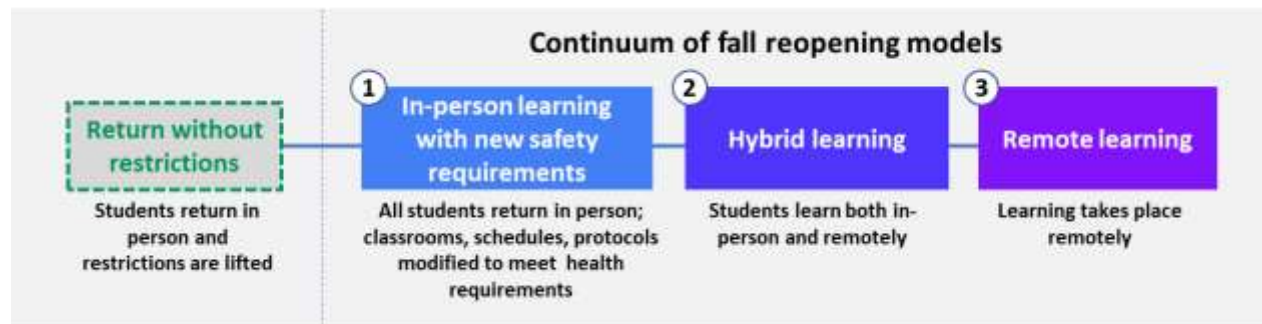 Continuum of fall reopening models
Return without
restrictions
Students return in
person and
restrictions are lifted
1
In-person learning
with new safety
requirements
All students return in person;
classrooms, schedules, protocols
modified to meet health
requirements
2
Hybrid learning
Students learn both in-
person and remotely
3
Remote learning
Learning takes place
remotely